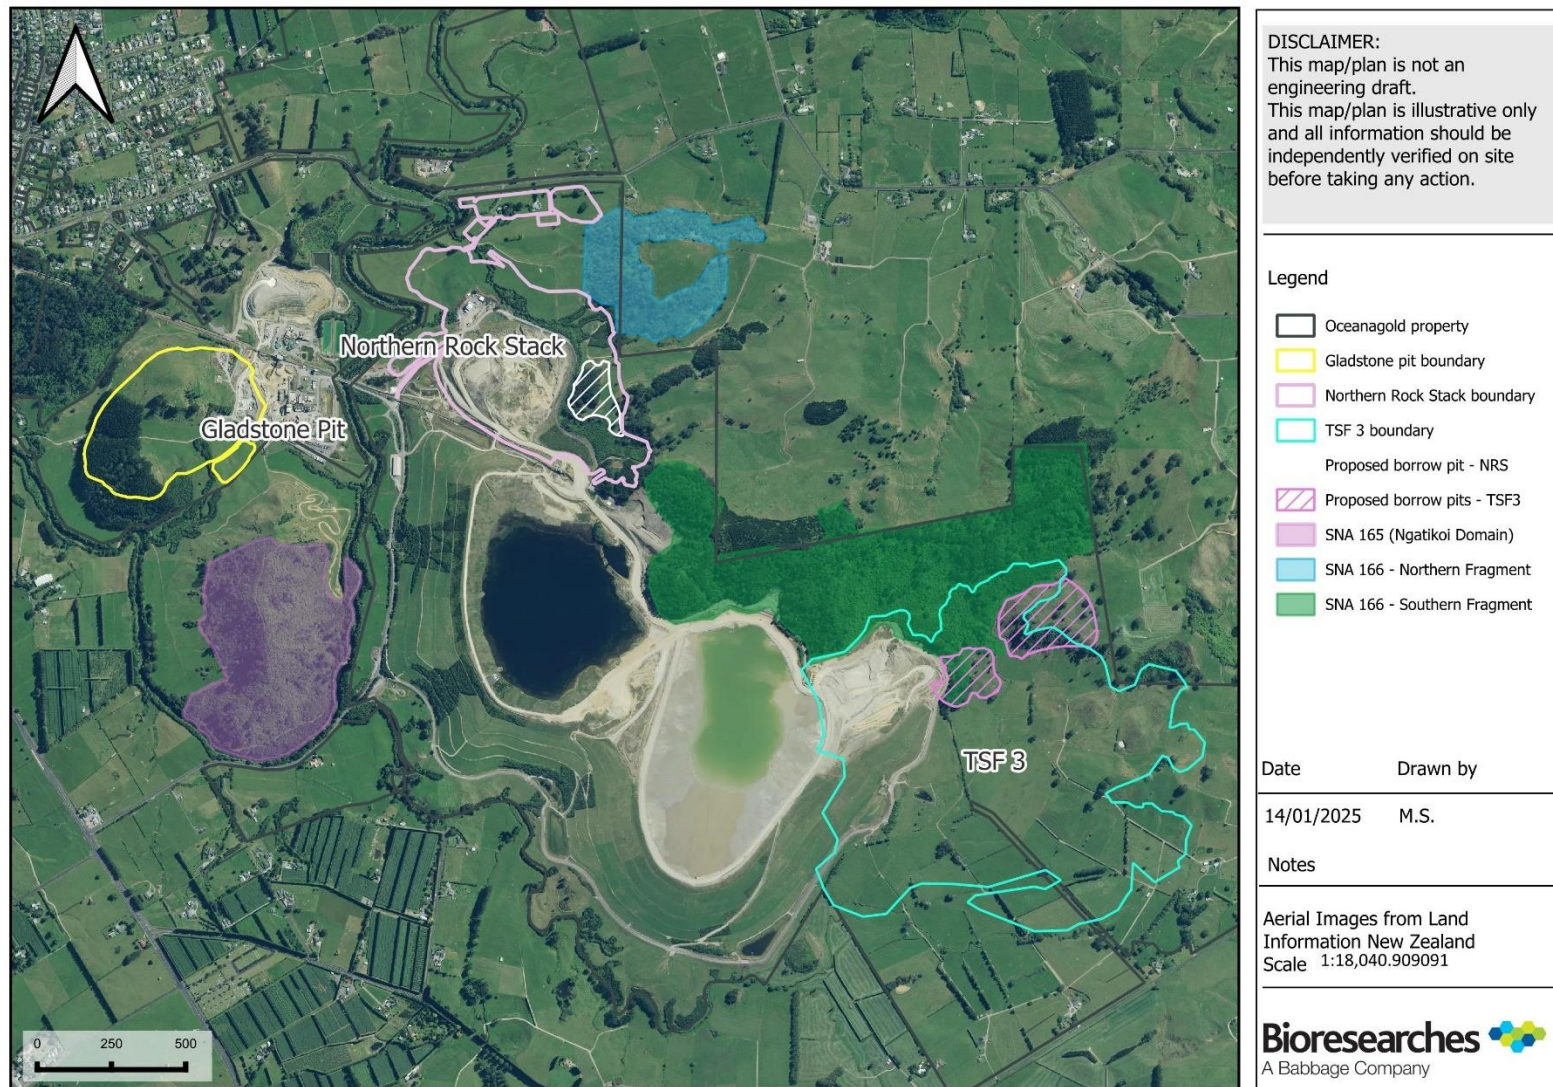 Northern Rock Stack
Gladstone Pit
TSF 3
0 250 500
DISCLAIMER:
This map/plan is not an
engineering draft.
This map/plan is illustrative only
and all information should be
independently verified on site
before taking any action.
Legend
Oceanagold property
Gladstone pit boundary
Northern Rock Stack boundary
TSF 3 boundary
Proposed borrow pit - NRS
Proposed borrow pits - TSF3
SNA 165 (Ngatikoi Domain)
SNA 166 - Northern Fragment
SNA 166 - Southern Fragment
Date Drawn by
14/01/2025 M.S.
Notes
Aerial Images from Land
Information New Zealand
Scale 1:18,040.909091
Bioresearches
A Babbage Company